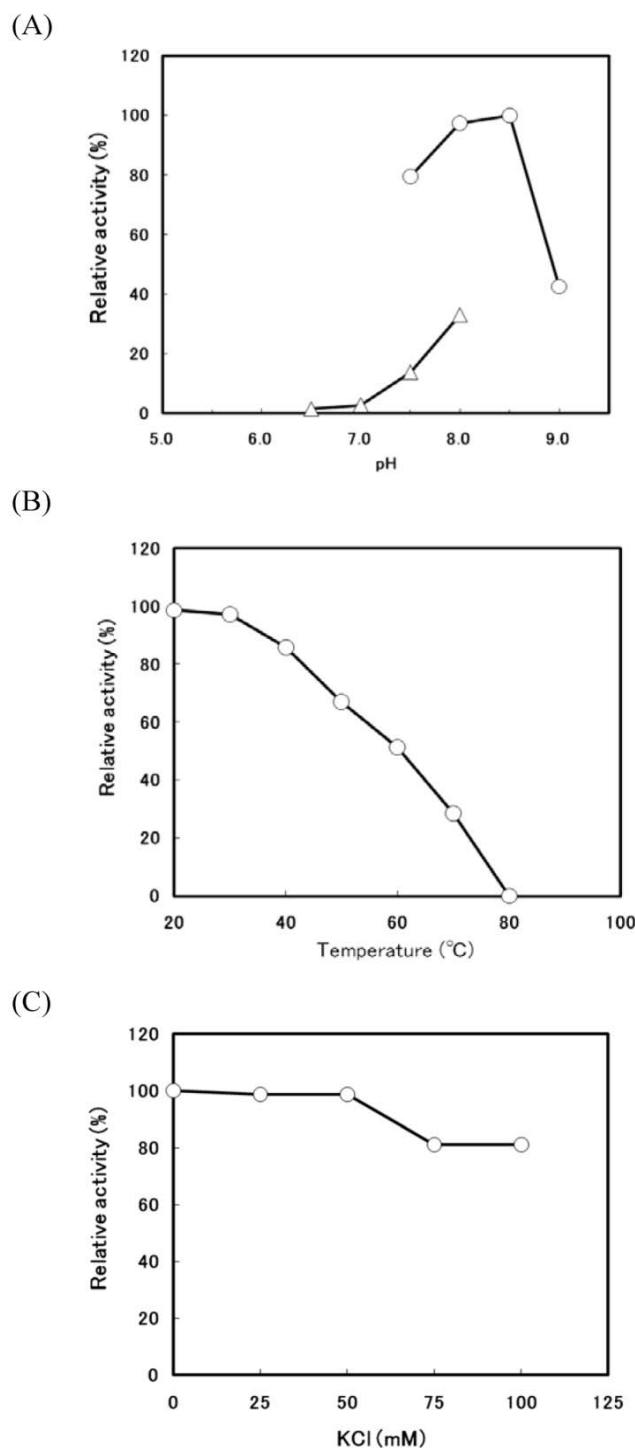 (A)
120
100
80
60
40
20
0
Relative activity (%)
5.0 6.0 7.0 8.0 9.0
pH
(B)
120
100
80
60
40
20
0
Relative activity (%)
20 40 60 80 100
Temperature (℃)
(C)
120
100
80
60
40
20
0
Relative activity (%)
0 25 50 75 100 125
KCl (mM)